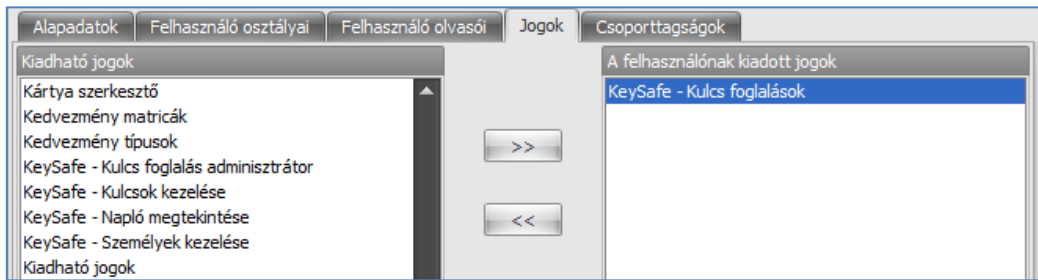 Alapadatok Felhasználó osztályai Felhasználó olvasói Jogok Csoporttagságok
Kiadható jogok
Kártya szerkesztő
Kedvezmény matricák
Kedvezmény típusok
KeySafe - Kulcs foglalás adminisztrátor
KeySafe - Kulcsok kezelése
KeySafe - Napló megtekintése
KeySafe - Személyek kezelése
Kiadható jogok
>>
<<
A felhasználónak kiadott jogok
KeySafe - Kulcs foglalások